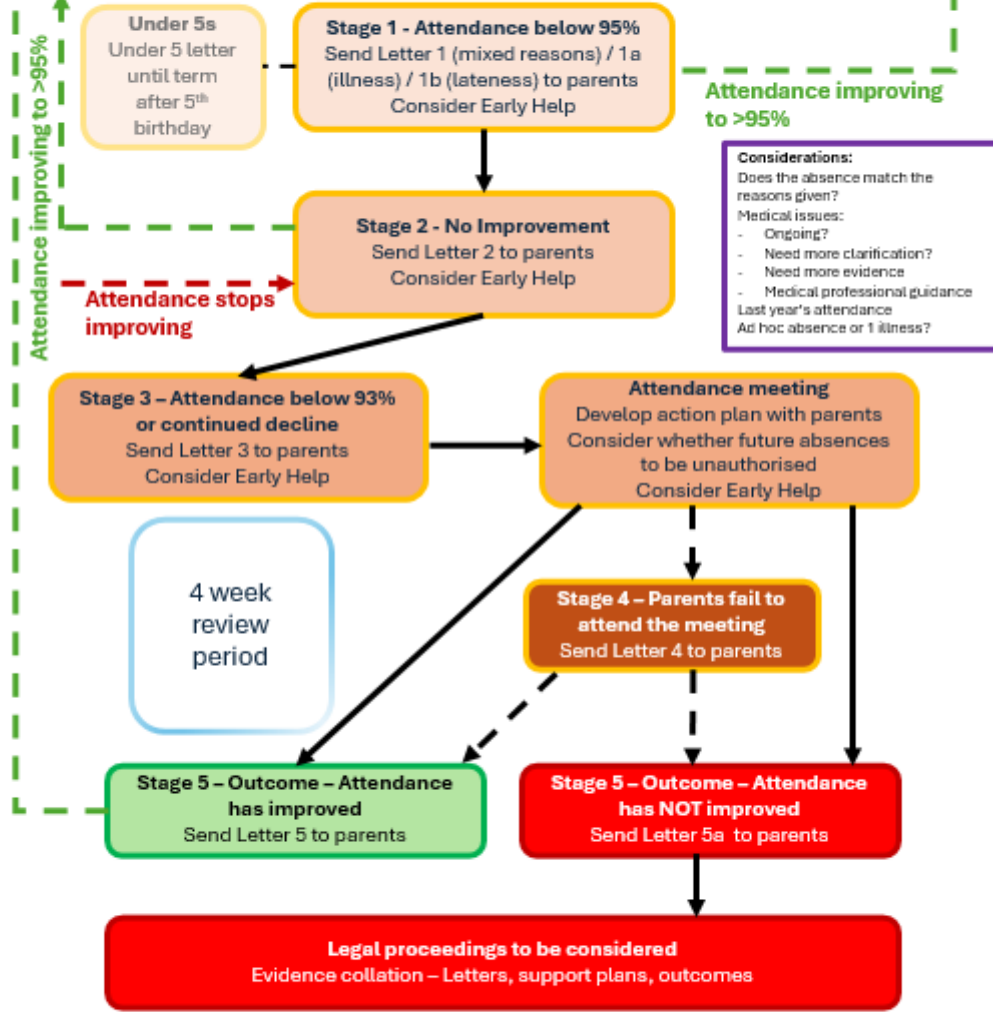 Under 5s
Under 5 letter
until term
after 5th
birthday
Stage 1 - Attendance below 95%
Send Letter 1 (mixed reasons) / 1a
(illness) / 1b (lateness) to parents
Consider Early Help
Attendance improving to >95%
Attendance improving
to >95%
Considerations:
Does the absence match the
reasons given?
Medical issues:
- Ongoing?
- Need more clarification?
- Need more evidence
- Medical professional guidance
Last year's attendance
Ad hoc absence or 1 illness?
Stage 2 - No Improvement
Send Letter 2 to parents
Consider Early Help
Attendance stops
improving
Stage 3 – Attendance below 93%
or continued decline
Send Letter 3 to parents
Consider Early Help
Attendance meeting
Develop action plan with parents
Consider whether future absences
to be unauthorised
Consider Early Help
4 week
review
period
Stage 4 – Parents fail to
attend the meeting
Send Letter 4 to parents
Stage 5 – Outcome – Attendance
has improved
Send Letter 5 to parents
Stage 5 – Outcome – Attendance
has NOT improved
Send Letter 5a to parents
Legal proceedings to be considered
Evidence collation – Letters, support plans, outcomes